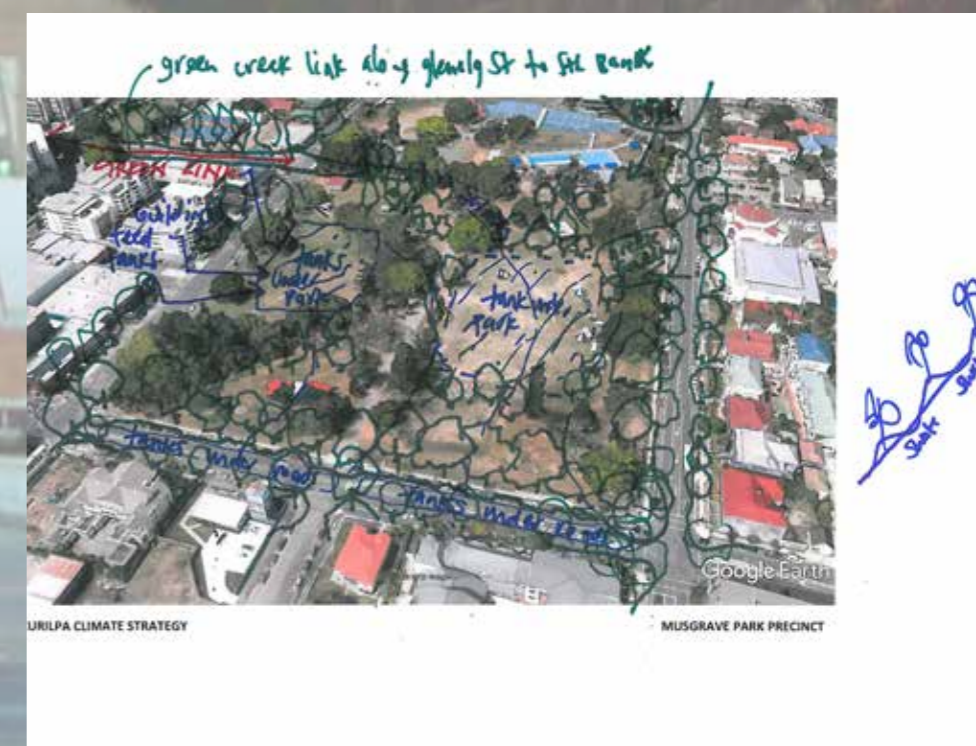 green creek link along glenelg St to Sth Bank
GREEN LINK
building
feed
tanks
tanks
under
park
tank under
park
tanks under road
tanks under road
Google Earth
URILPA CLIMATE STRATEGY
MUSGRAVE PARK PRECINCT